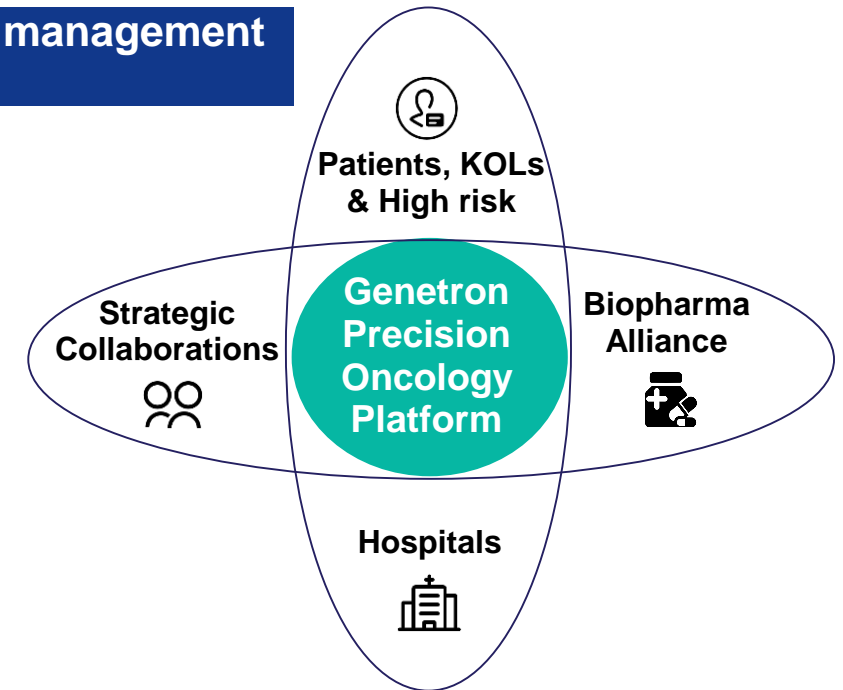 management
Patients, KOLs
& High risk
Strategic
Collaborations
Genetron
Precision
Oncology
Platform
Biopharma
Alliance
Hospitals